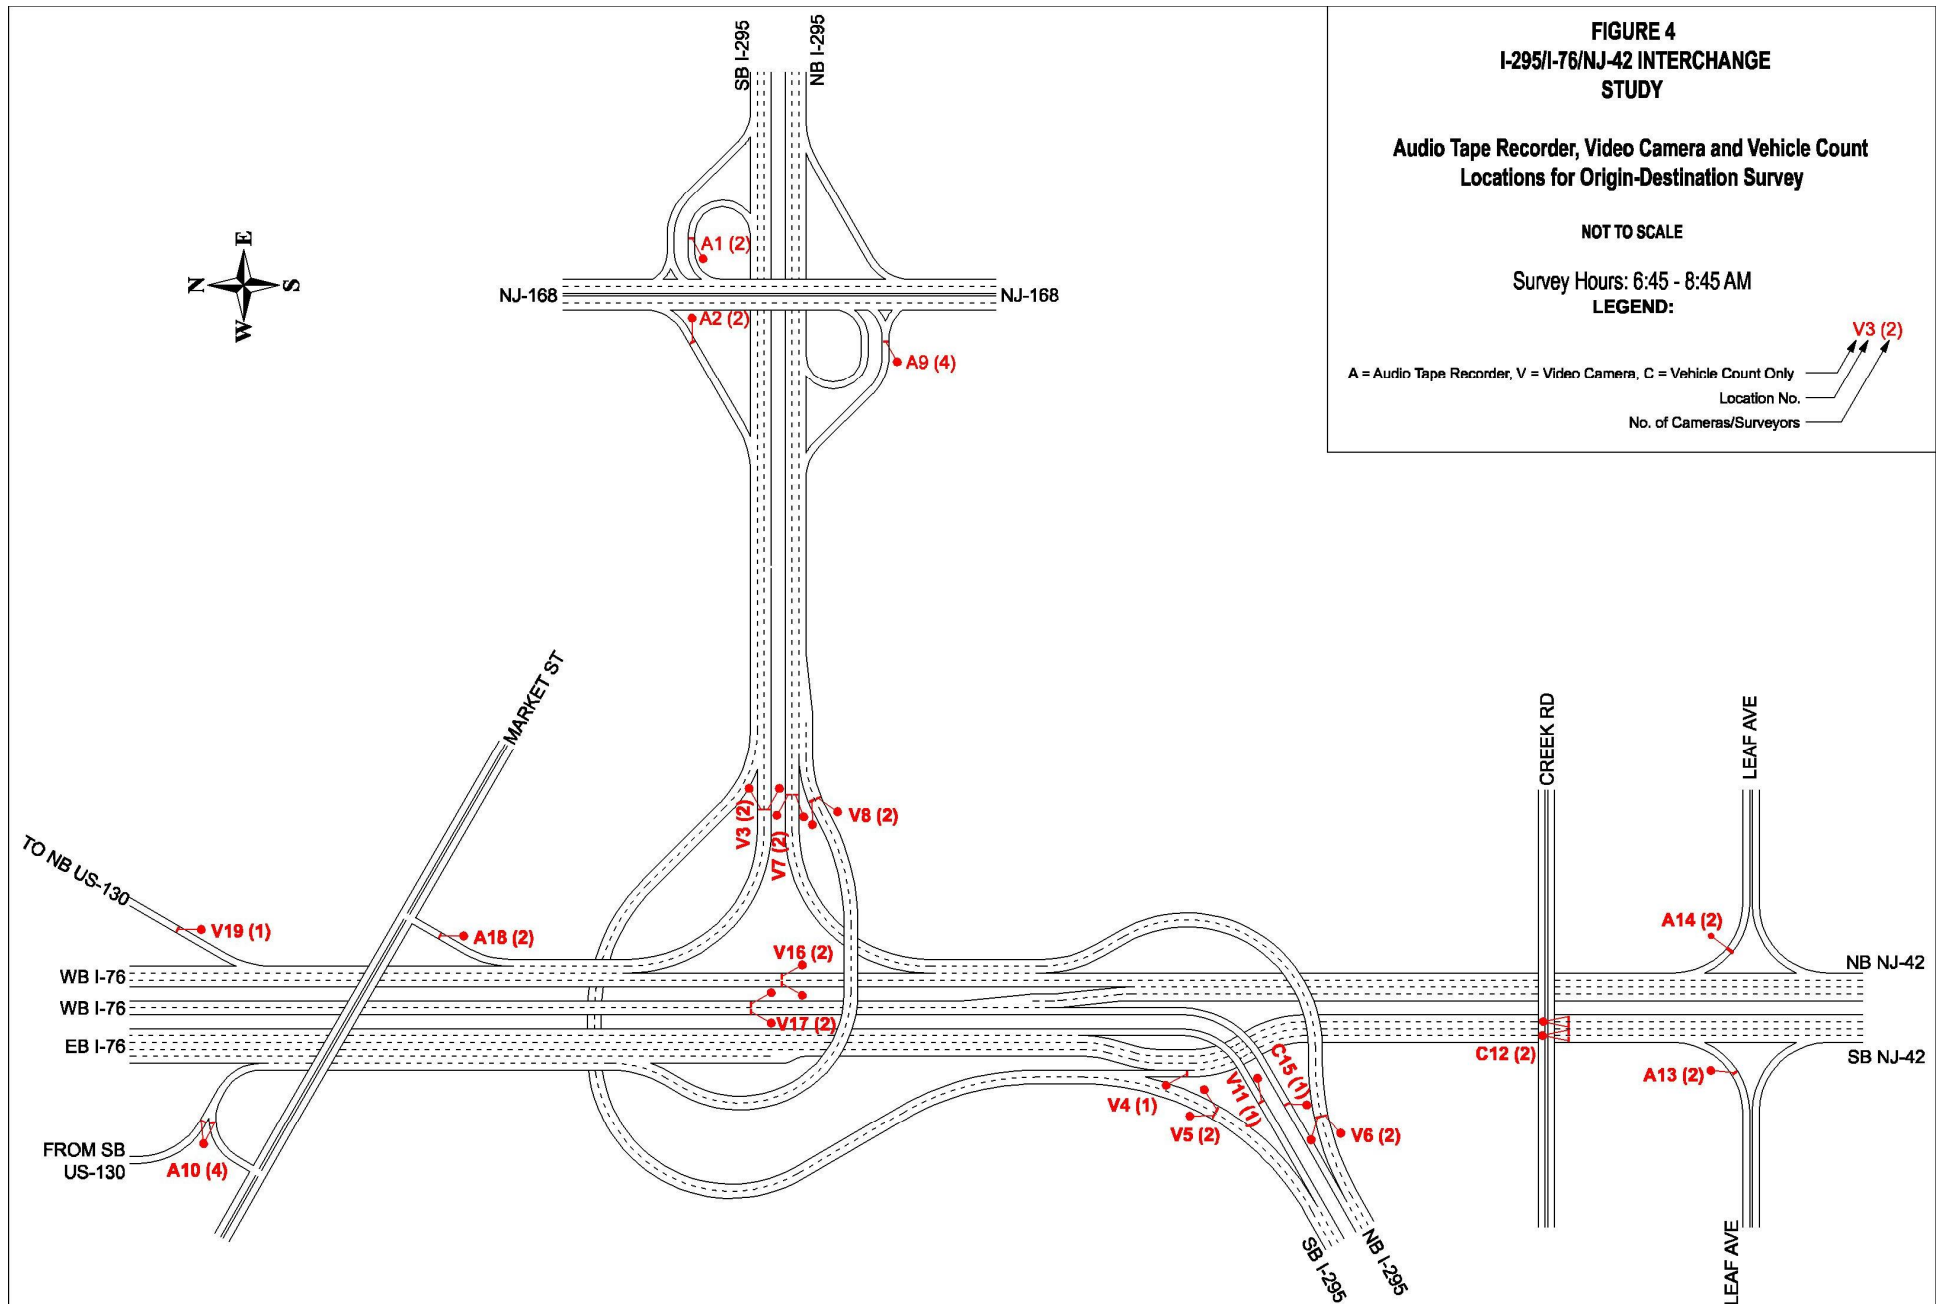 FIGURE 4
I-295/I-76/NJ-42 INTERCHANGE
STUDY
Audio Tape Recorder, Video Camera and Vehicle Count
Locations for Origin-Destination Survey
NOT TO SCALE
Survey Hours: 6:45 - 8:45 AM
LEGEND:
V3 (2)
A = Audio Tape Recorder, V = Video Camera, C = Vehicle Count Only
Location No.
No. of Cameras/Surveyors
SB I-295
NB I-295
E
N
S
W
A1 (2)
NJ-168
NJ-168
A2 (2)
A9 (4)
MARKET ST
CREEK RD
LEAF AVE
V3 (2)
V7 (2)
V8 (2)
TO NB US-130
V19 (1)
A18 (2)
V16 (2)
A14 (2)
WB I-76
NB NJ-42
WB I-76
V17 (2)
EB I-76
C12 (2)
SB NJ-42
C15 (1)
V11 (1)
V4 (1)
A13 (2)
V5 (2)
V6 (2)
FROM SB
US-130
A10 (4)
SB I-295
NB I-295
LEAF AVE